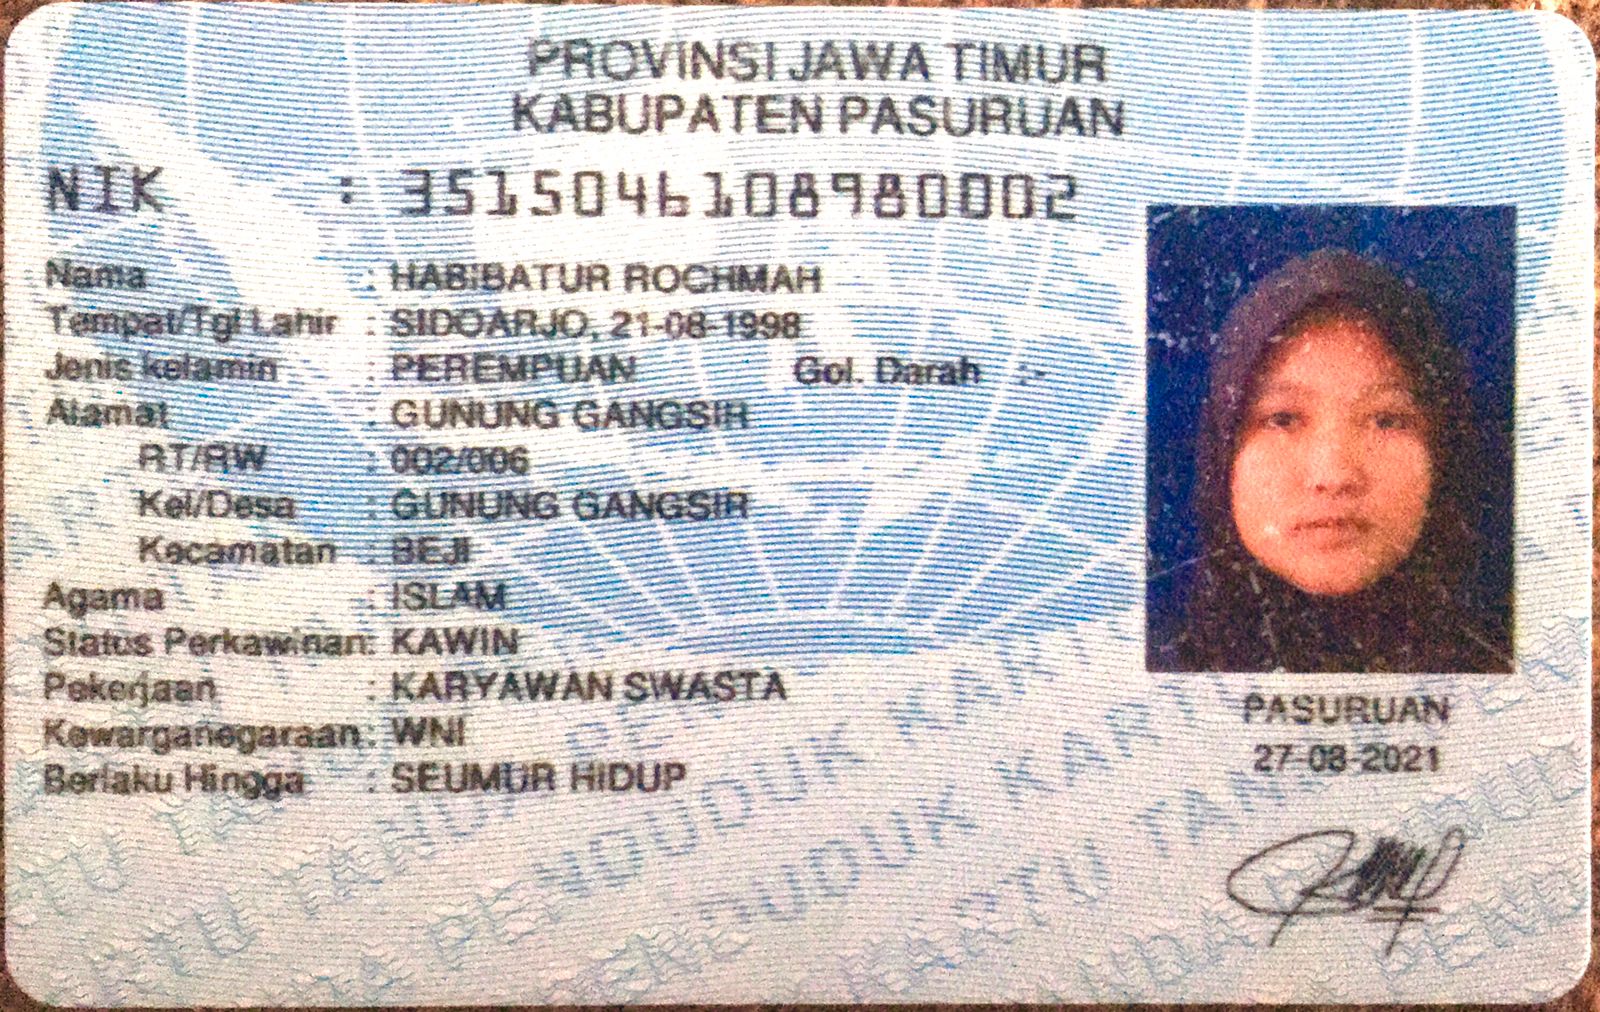 PROVINSI JAWA TIMUR
KABUPATEN PASURUAN
NIK : 3515046108980002
Nama : HABIBATUR ROCHMAH
Tempat/Tgl Lahir : SIDOARJO, 21-08-1998
Jenis kelamin : PEREMPUAN Gol. Darah :-
Alamat : GUNUNG GANGSIR
RT/RW : 002/006
Kel/Desa : GUNUNG GANGSIR
Kecamatan : BEJI
Agama : ISLAM
Status Perkawinan: KAWIN
Pekerjaan : KARYAWAN SWASTA
Kewarganegaraan: WNI
Berlaku Hingga : SEUMUR HIDUP
PASURUAN
27-08-2021